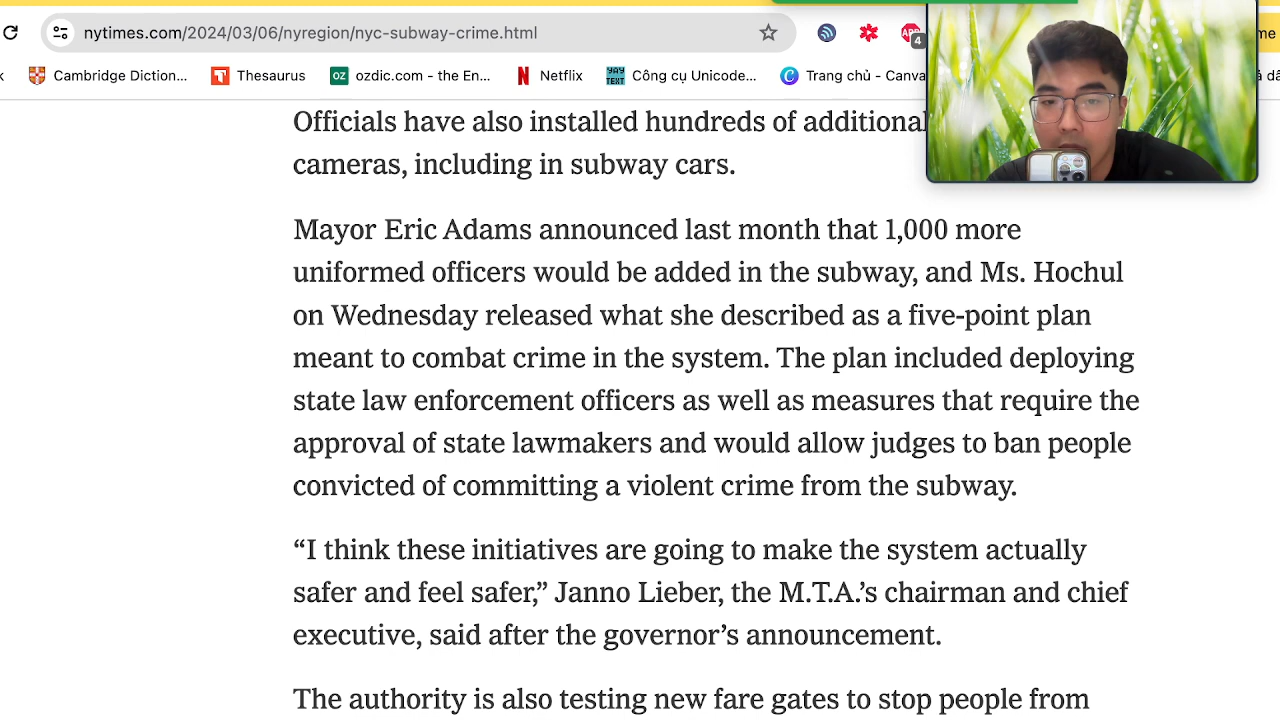 nytimes.com/2024/03/06/nyregion/nyc-subway-crime.html
4
Cambridge Diction...
Thesaurus
ozdic.com - the En...
Netflix
Công cụ Unicode...
Trang chủ - Canva
Officials have also installed hundreds of additional
cameras, including in subway cars.
Mayor Eric Adams announced last month that 1,000 more
uniformed officers would be added in the subway, and Ms. Hochul
on Wednesday released what she described as a five-point plan
meant to combat crime in the system. The plan included deploying
state law enforcement officers as well as measures that require the
approval of state lawmakers and would allow judges to ban people
convicted of committing a violent crime from the subway.
“I think these initiatives are going to make the system actually
safer and feel safer,” Janno Lieber, the M.T.A.’s chairman and chief
executive, said after the governor’s announcement.
The authority is also testing new fare gates to stop people from